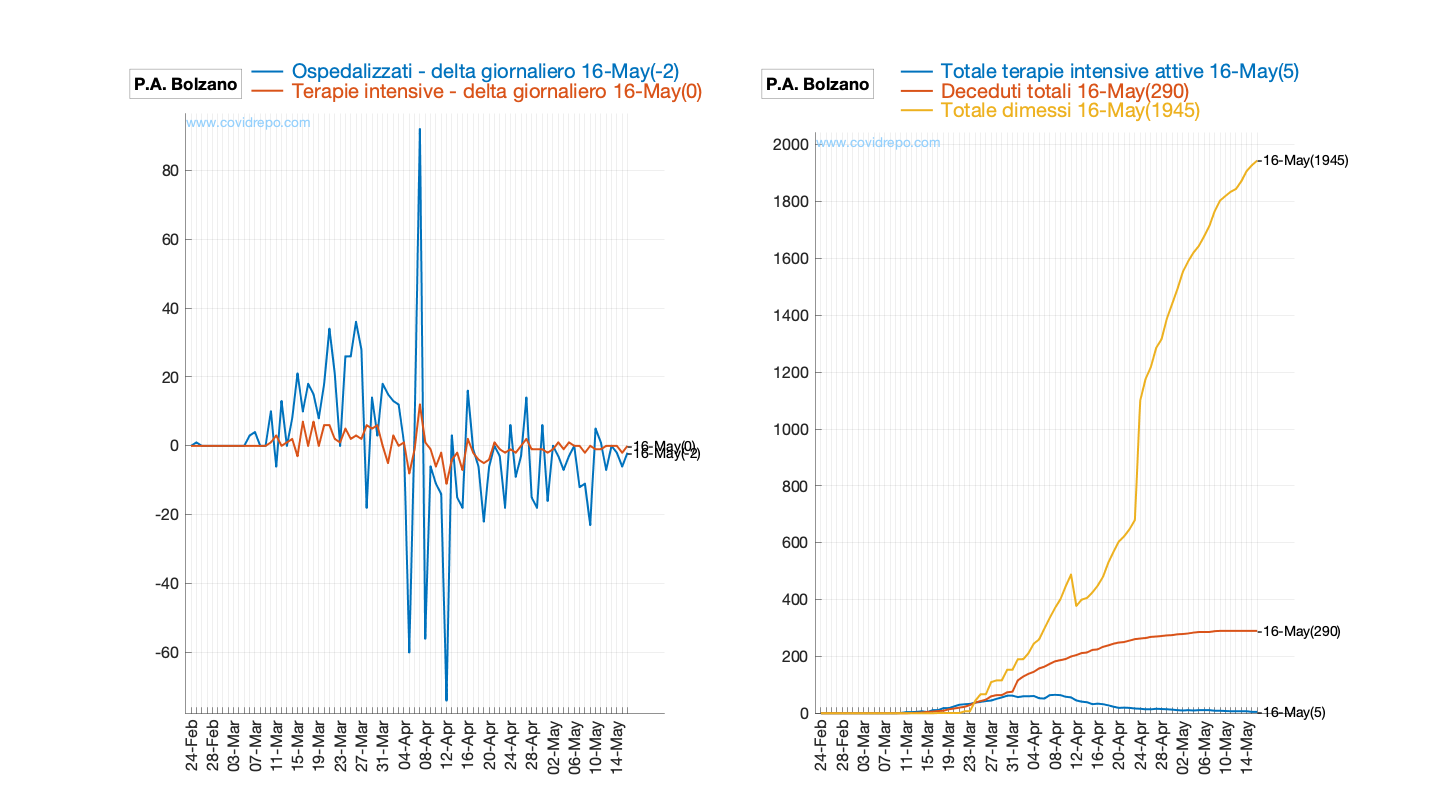 P.A. Bolzano
Ospedalizzati - delta giornaliero 16-May(-2)
Terapie intensive - delta giornaliero 16-May(0)
www.covidrepo.com
80
60
40
20
0
-20
-40
-60
16-May(0)
16-May(-2)
24-Feb
28-Feb
03-Mar
07-Mar
11-Mar
15-Mar
19-Mar
23-Mar
27-Mar
31-Mar
04-Apr
08-Apr
12-Apr
16-Apr
20-Apr
24-Apr
28-Apr
02-May
06-May
10-May
14-May
P.A. Bolzano
Totale terapie intensive attive 16-May(5)
Deceduti totali 16-May(290)
Totale dimessi 16-May(1945)
www.covidrepo.com
2000
1800
1600
1400
1200
1000
800
600
400
200
0
16-May(1945)
16-May(290)
16-May(5)
24-Feb
28-Feb
03-Mar
07-Mar
11-Mar
15-Mar
19-Mar
23-Mar
27-Mar
31-Mar
04-Apr
08-Apr
12-Apr
16-Apr
20-Apr
24-Apr
28-Apr
02-May
06-May
10-May
14-May